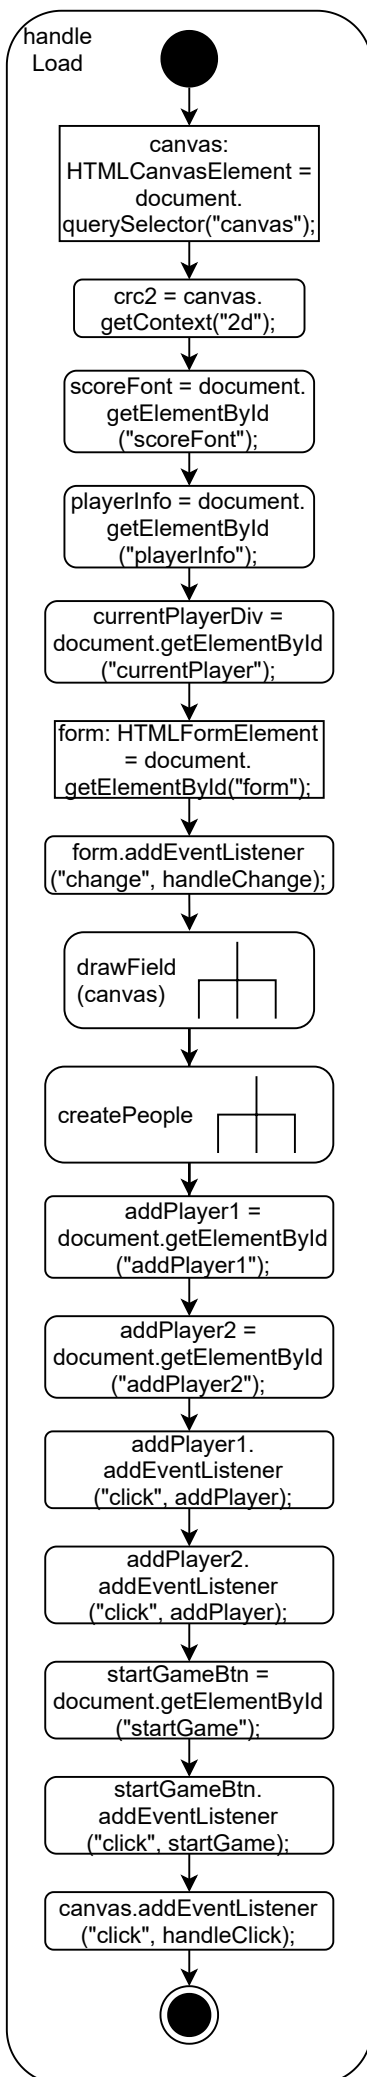 handle
Load
canvas:
HTMLCanvasElement =
document.
querySelector("canvas");
crc2 = canvas.
getContext("2d");
scoreFont = document.
getElementById
("scoreFont");
playerInfo = document.
getElementById
("playerInfo");
currentPlayerDiv =
document.getElementById
("currentPlayer");
form: HTMLFormElement
= document.
getElementById("form");
form.addEventListener
("change", handleChange);
drawField
(canvas)
createPeople
addPlayer1 =
document.getElementById
("addPlayer1");
addPlayer2 =
document.getElementById
("addPlayer2");
addPlayer1.
addEventListener
("click", addPlayer);
addPlayer2.
addEventListener
("click", addPlayer);
startGameBtn =
document.getElementById
("startGame");
startGameBtn.
addEventListener
("click", startGame);
canvas.addEventListener
("click", handleClick);